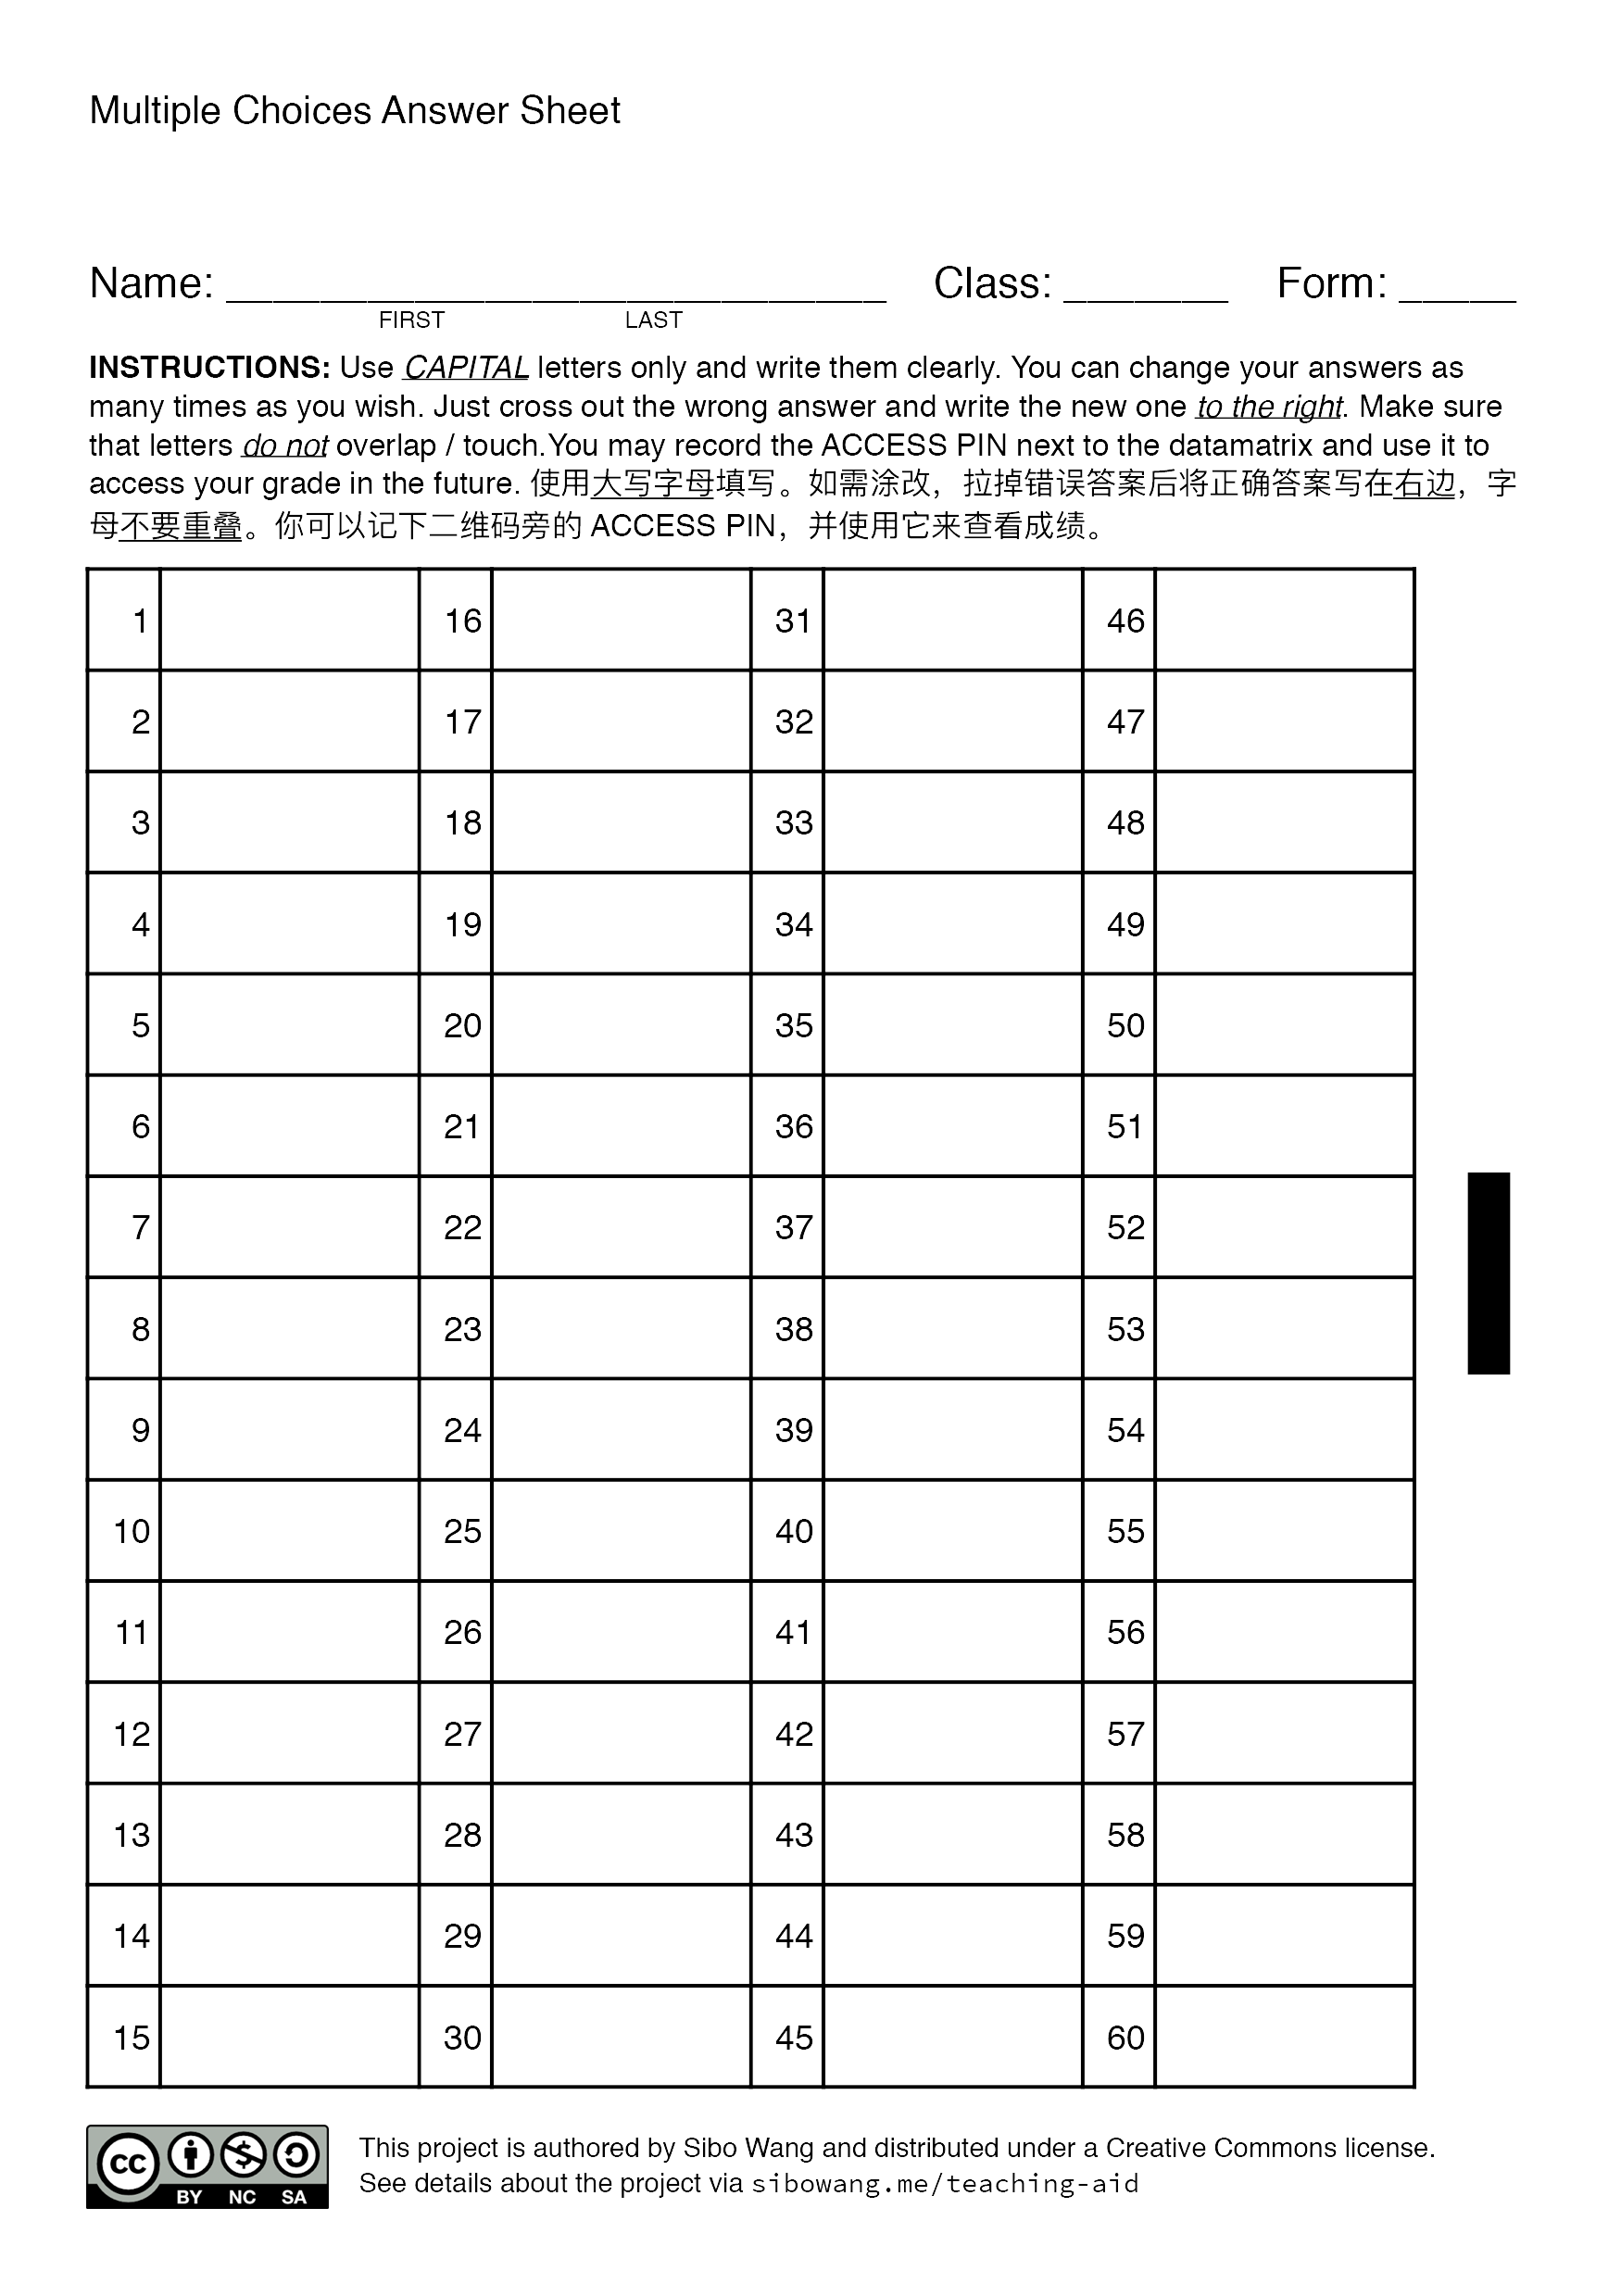 Multiple Choices Answer Sheet
Name: ____________________________ Class: _______ Form: _____
FIRST LAST
INSTRUCTIONS: Use CAPITAL letters only and write them clearly. You can change your answers as
many times as you wish. Just cross out the wrong answer and write the new one to the right. Make sure
that letters do not overlap / touch.You may record the ACCESS PIN next to the datamatrix and use it to
access your grade in the future. 使用大写字母填写。如需涂改，拉掉错误答案后将正确答案写在右边，字
母不要重叠。你可以记下二维码旁的 ACCESS PIN，并使用它来查看成绩。
1 16 31 46
2 17 32 47
3 18 33 48
4 19 34 49
5 20 35 50
6 21 36 51
7 22 37 52
8 23 38 53
9 24 39 54
10 25 40 55
11 26 41 56
12 27 42 57
13 28 43 58
14 29 44 59
15 30 45 60
cc BY NC SA
This project is authored by Sibo Wang and distributed under a Creative Commons license.
See details about the project via sibowang.me/teaching-aid